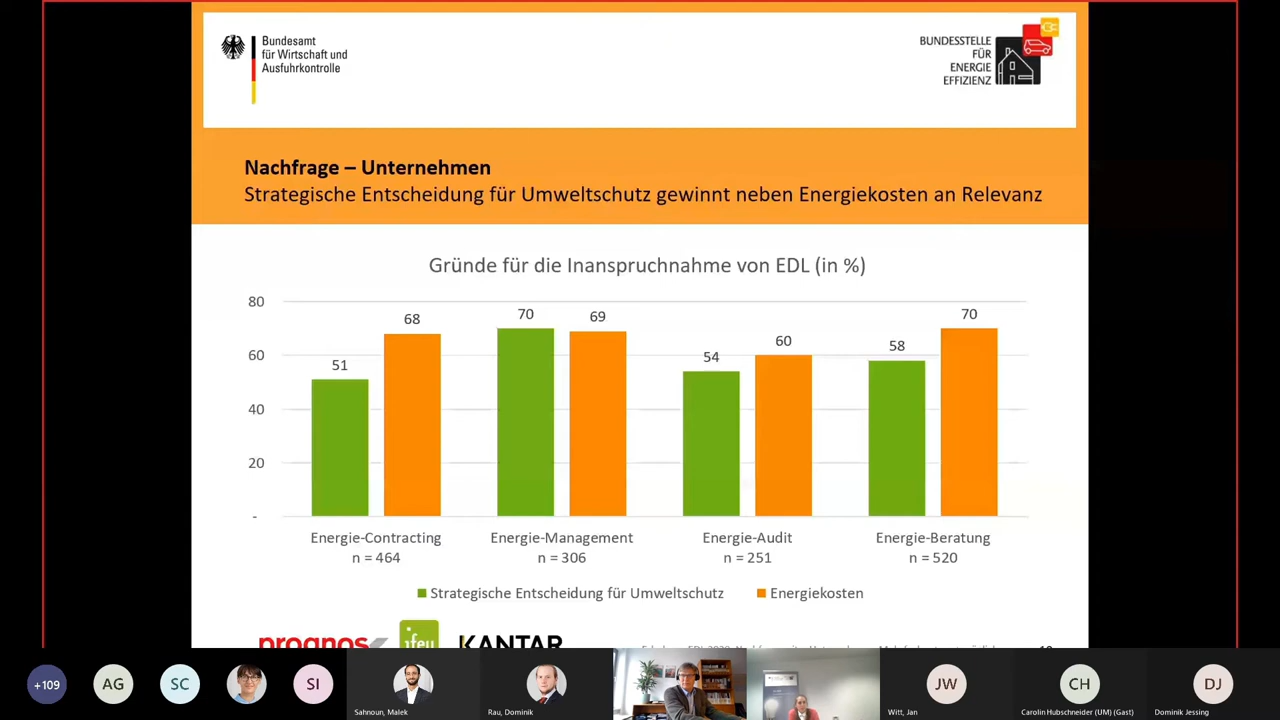 Bundesamt
für Wirtschaft und
Ausfuhrkontrolle
BUNDESSTELLE
FÜR
ENERGIE
EFFIZIENZ
Nachfrage – Unternehmen
Strategische Entscheidung für Umweltschutz gewinnt neben Energiekosten an Relevanz
Gründe für die Inanspruchnahme von EDL (in %)
80
60
40
20
-
51
68
70
69
54
60
58
70
Energie-Contracting
n = 464
Energie-Management
n = 306
Energie-Audit
n = 251
Energie-Beratung
n = 520
Strategische Entscheidung für Umweltschutz
Energiekosten
prognos
ifeu
KANTAR
+109
AG
SC
SI
Sahnoun, Malek
Rau, Dominik
JW
Witt, Jan
CH
Carolin Hubschneider (UM) (Gast)
DJ
Dominik Jessing